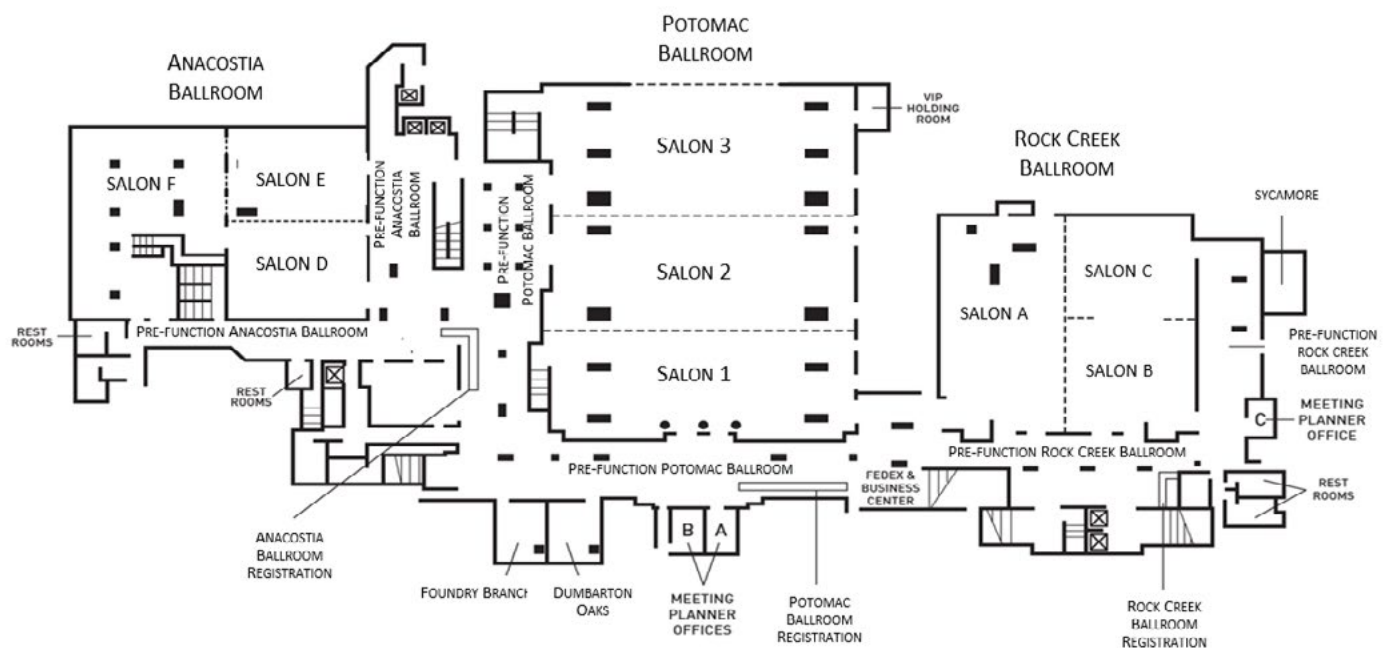 ANACOSTIA
BALLROOM
POTOMAC
BALLROOM
ROCK CREEK
BALLROOM
VIP
HOLDING
ROOM
SYCAMORE
SALON F
SALON E
SALON D
PRE-FUNCTION
ANACOSTIA
BALLROOM
PRE-FUNCTION
POTOMAC BALLROOM
SALON 3
SALON 2
SALON 1
SALON A
SALON C
SALON B
REST
ROOMS
PRE-FUNCTION ANACOSTIA BALLROOM
REST
ROOMS
PRE-FUNCTION
ROCK CREEK
BALLROOM
C
MEETING
PLANNER
OFFICE
PRE-FUNCTION POTOMAC BALLROOM
FEDEX &
BUSINESS
CENTER
PRE-FUNCTION ROCK CREEK BALLROOM
REST
ROOMS
B
A
ANACOSTIA
BALLROOM
REGISTRATION
FOUNDRY BRANCH
DUMBARTON
OAKS
MEETING
PLANNER
OFFICES
POTOMAC
BALLROOM
REGISTRATION
ROCK CREEK
BALLROOM
REGISTRATION